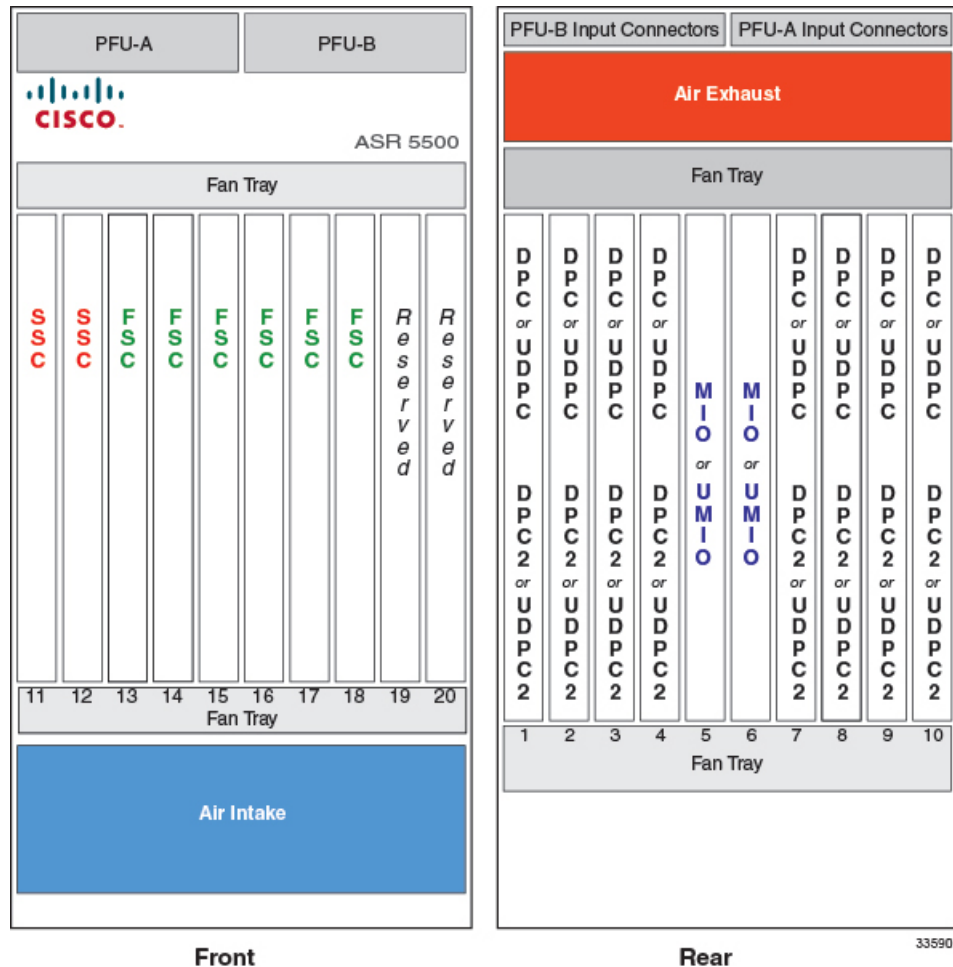 PFU-A PFU-B
CISCO.
ASR 5500
Fan Tray
SSC SSC FSC FSC FSC FSC FSC FSC Reserved Reserved
11 12 13 14 15 16 17 18 19 20
Fan Tray
Air Intake
Front
PFU-B Input Connectors PFU-A Input Connectors
Air Exhaust
Fan Tray
DPC or UDPC DPC or UDPC DPC or UDPC DPC or UDPC MIO or UMIO MIO or UMIO DPC or UDPC DPC or UDPC DPC or UDPC DPC or UDPC
DPC2 or UDPC2 DPC2 or UDPC2 DPC2 or UDPC2 DPC2 or UDPC2 DPC2 or UDPC2 DPC2 or UDPC2 DPC2 or UDPC2 DPC2 or UDPC2
1 2 3 4 5 6 7 8 9 10
Fan Tray
Rear
33590